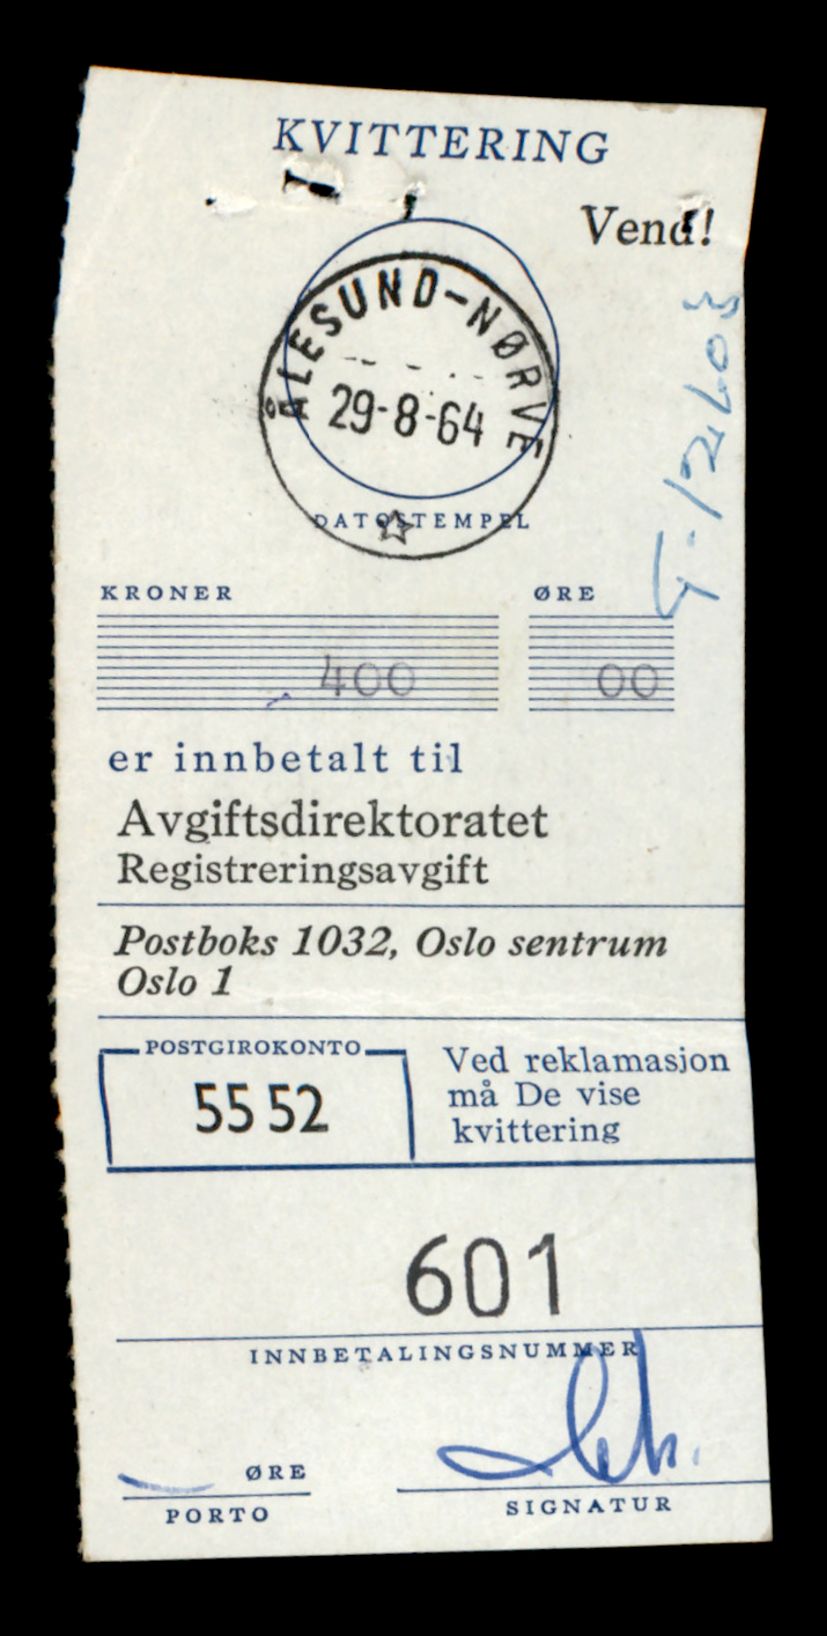 KVITTERING
Vend!
ÅLESUND-NØRVE
29-8-64
DATOSTEMPEL
KRONER ØRE
400 00
er innbetalt til
Avgiftsdirektoratet
Registreringsavgift
Postboks 1032, Oslo sentrum
Oslo 1
POSTGIROKONTO
55 52
Ved reklamasjon
må De vise
kvittering
601
INNBETALINGSNUMMER
ØRE
PORTO
SIGNATUR